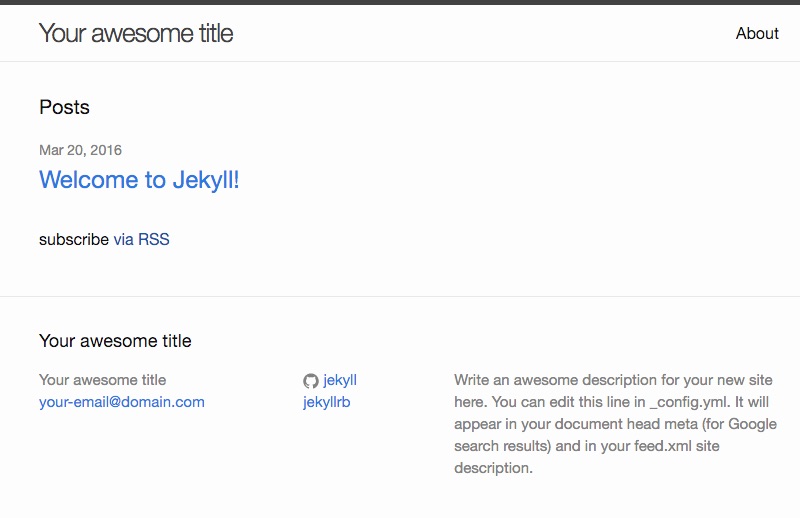 Your awesome title
About
Posts
Mar 20, 2016
Welcome to Jekyll!
subscribe via RSS
Your awesome title
Your awesome title
your-email@domain.com
jekyll
jekyllrb
Write an awesome description for your new site
here. You can edit this line in _config.yml. It will
appear in your document head meta (for Google
search results) and in your feed.xml site
description.